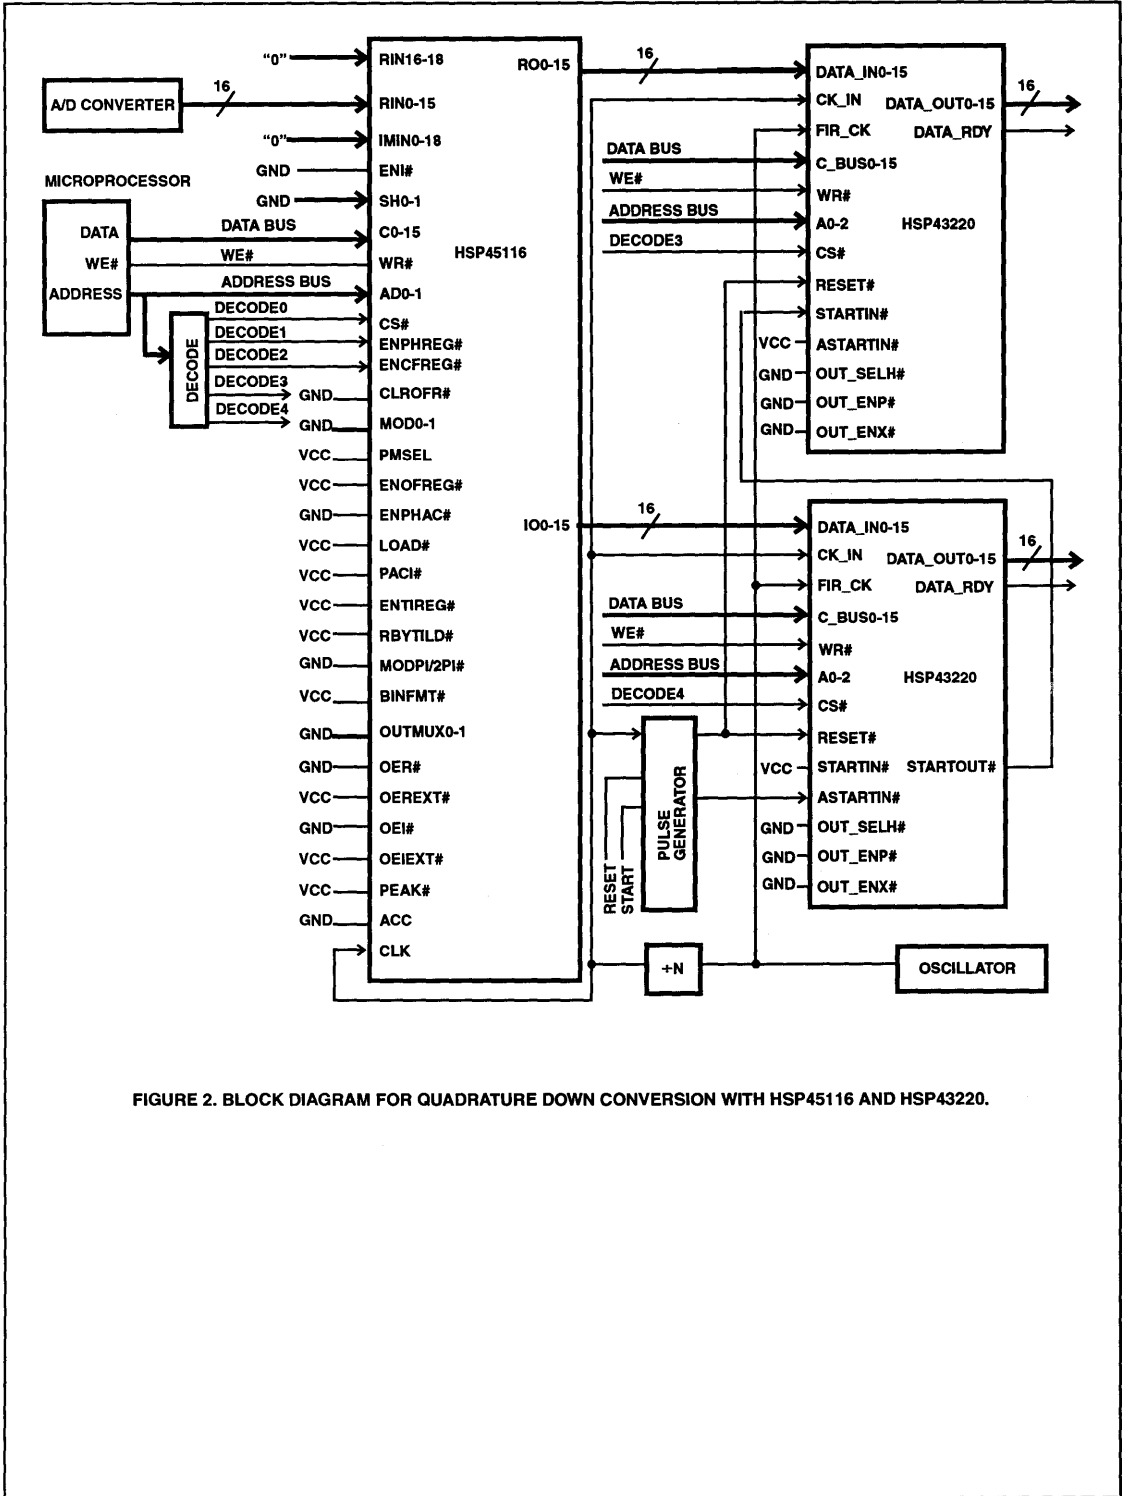 "0"
A/D CONVERTER
16
"0"
GND
GND
MICROPROCESSOR
DATA
WE#
ADDRESS
DATA BUS
WE#
ADDRESS BUS
DECODE
DECODE0
DECODE1
DECODE2
DECODE3
DECODE4
GND
GND
VCC
VCC
GND
VCC
VCC
VCC
VCC
GND
VCC
GND
GND
VCC
GND
VCC
VCC
GND
RIN16-18
RIN0-15
IMIN0-18
ENI#
SH0-1
C0-15
WR#
AD0-1
CS#
ENPHREG#
ENCFREG#
CLROFR#
MOD0-1
PMSEL
ENOFREG#
ENPHAC#
LOAD#
PACI#
ENTIREG#
RBYTILD#
MODPI/2PI#
BINFMT#
OUTMUX0-1
OER#
OEREXT#
OEI#
OEIEXT#
PEAK#
ACC
CLK
HSP45116
RO0-15
IO0-15
16
DATA BUS
WE#
ADDRESS BUS
DECODE3
VCC
GND
GND
GND
DATA_IN0-15
CK_IN
FIR_CK
C_BUS0-15
WR#
A0-2
CS#
RESET#
STARTIN#
ASTARTIN#
OUT_SELH#
OUT_ENP#
OUT_ENX#
HSP43220
DATA_OUT0-15
DATA_RDY
16
16
DATA BUS
WE#
ADDRESS BUS
DECODE4
VCC
GND
GND
GND
DATA_IN0-15
CK_IN
FIR_CK
C_BUS0-15
WR#
A0-2
CS#
RESET#
STARTIN#
ASTARTIN#
OUT_SELH#
OUT_ENP#
OUT_ENX#
HSP43220
DATA_OUT0-15
DATA_RDY
STARTOUT#
16
RESET
START
PULSE
GENERATOR
÷N
OSCILLATOR
FIGURE 2. BLOCK DIAGRAM FOR QUADRATURE DOWN CONVERSION WITH HSP45116 AND HSP43220.